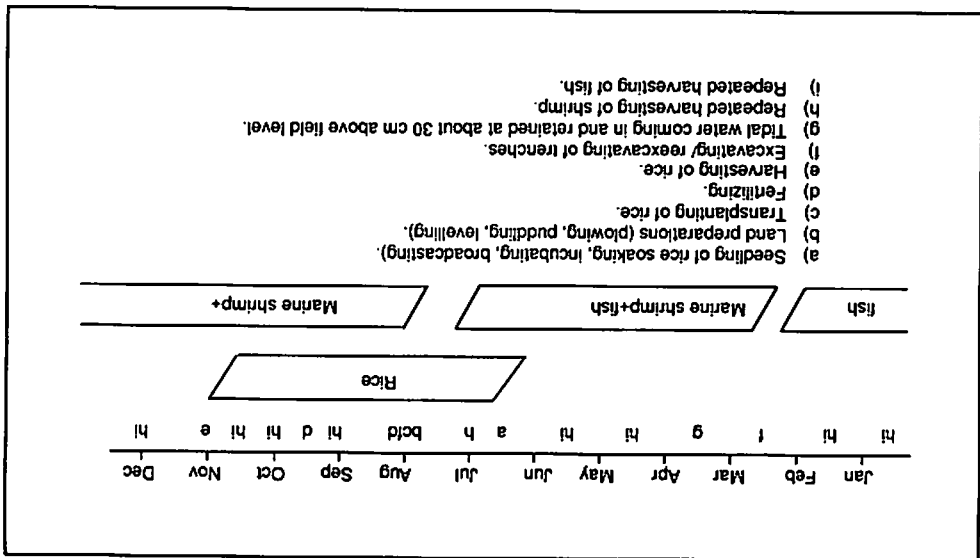 Jan Feb Mar Apr May Jun Jul Aug Sep Oct Nov Dec
hi hi f g hi hi a h bcfd hi d hi hi e hi
Rice
fish Marine shrimp+fish Marine shrimp+
a) Seedling of rice soaking, incubating, broadcasting).
b) Land preparations (plowing, puddling, levelling).
c) Transplanting of rice.
d) Fertilizing.
e) Harvesting of rice.
f) Excavating/ reexcavating of trenches.
g) Tidal water coming in and retained at about 30 cm above field level.
h) Repeated harvesting of shrimp.
i) Repeated harvesting of fish.